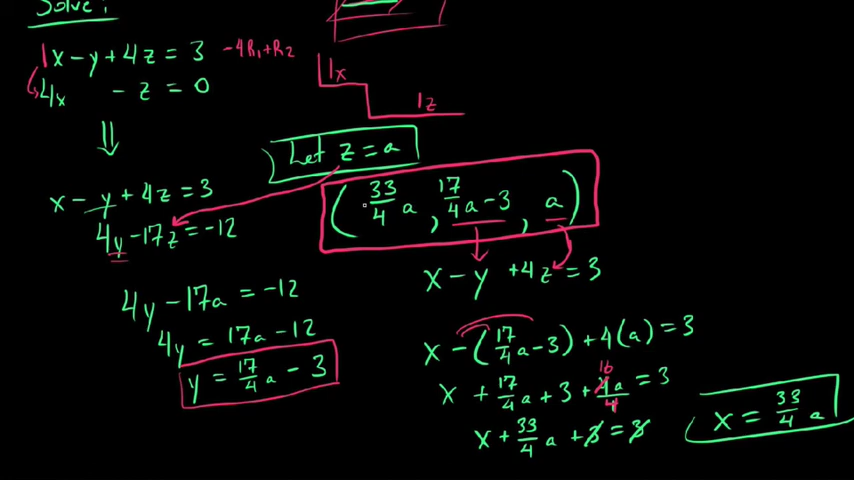 Solve:
1x - y + 4z = 3 -4R₁+R₂
4x - z = 0
⇓
1x
1z
Let z = a
x - y + 4z = 3
4y - 17z = -12
( 33/4 a, 17/4 a - 3, a )
x - y + 4z = 3
4y - 17a = -12
4y = 17a - 12
y = 17/4 a - 3
x - (17/4 a - 3) + 4(a) = 3
x + 17/4 a + 3 + 16 4a/4 = 3
x + 33/4 a + 3 = 3
x = 33/4 a